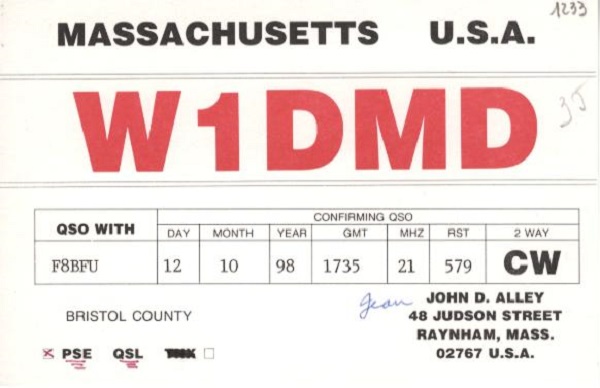 1233
MASSACHUSETTS U.S.A.
W1DMD
35
CONFIRMING QSO
QSO WITH DAY MONTH YEAR GMT MHZ RST 2 WAY
F8BFU 12 10 98 1735 21 579 CW
Jean JOHN D. ALLEY
BRISTOL COUNTY 48 JUDSON STREET
RAYNHAM, MASS.
X PSE QSL 02767 U.S.A.